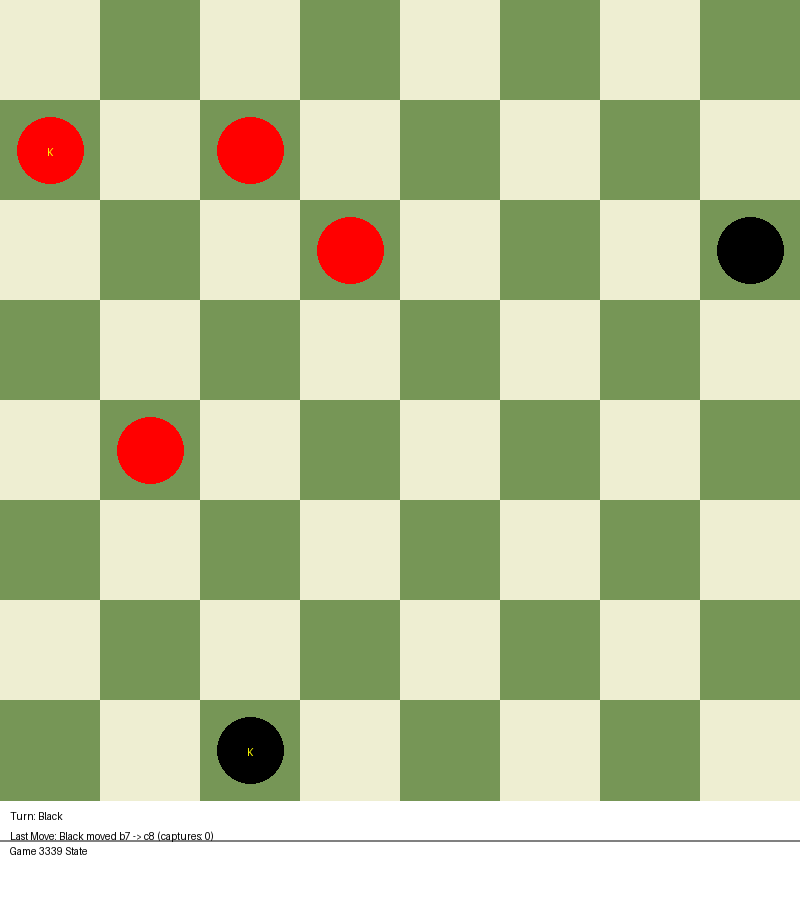 K
K
Turn: Black
Last Move: Black moved b7 -> c8 (captures: 0)
Game 3339 State